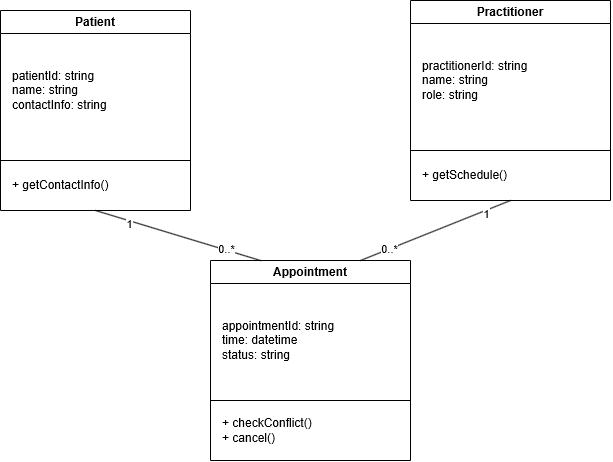 Patient
patientId: string
name: string
contactInfo: string
+ getContactInfo()
Practitioner
practitionerId: string
name: string
role: string
+ getSchedule()
1
0..*
1
0..*
Appointment
appointmentId: string
time: datetime
status: string
+ checkConflict()
+ cancel()